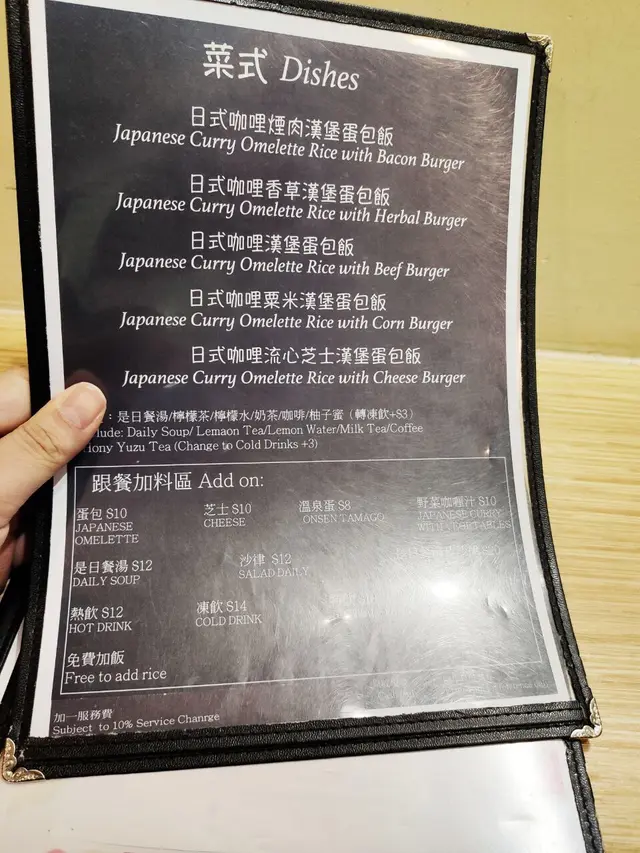 菜式 Dishes
日式咖哩煙肉漢堡蛋包飯
Japanese Curry Omelette Rice with Bacon Burger
日式咖哩香草漢堡蛋包飯
Japanese Curry Omelette Rice with Herbal Burger
日式咖哩漢堡蛋包飯
Japanese Curry Omelette Rice with Beef Burger
日式咖哩粟米漢堡蛋包飯
Japanese Curry Omelette Rice with Corn Burger
日式咖哩流心芝士漢堡蛋包飯
Japanese Curry Omelette Rice with Cheese Burger
：是日餐湯/檸檬茶/檸檬水/奶茶/咖啡/柚子蜜（轉凍飲+$3）
clude: Daily Soup/ Lemaon Tea/Lemon Water/Milk Tea/Coffee
Hony Yuzu Tea (Change to Cold Drinks +3)
跟餐加料區 Add on:
蛋包 $10 芝士 $10 溫泉蛋 $8 野菜咖喱汁 $10
JAPANESE CHEESE ONSEN TAMAGO JAPANESE CURRY
OMELETTE WITH VEGETABLES
是日餐湯 $12 沙律 $12
DAILY SOUP SALAD DAILY
熱飲 $12 凍飲 $14
HOT DRINK COLD DRINK
免費加飯
Free to add rice
加一服務費
Subject to 10% Service Chanrge